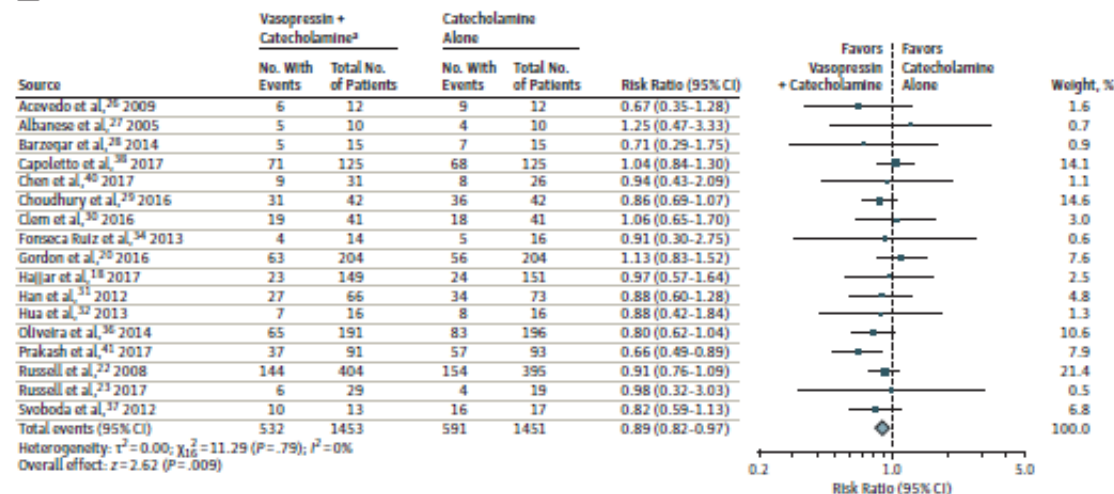 Vasopressin + Catecholamineᵃ Catecholamine Alone
Favors Vasopressin + Catecholamine Favors Catecholamine Alone
Source No. With Events Total No. of Patients No. With Events Total No. of Patients Risk Ratio (95% CI) Weight, %
Acevedo et al,²⁶ 2009 6 12 9 12 0.67 (0.35-1.28) 1.6
Albanese et al,²⁷ 2005 5 10 4 10 1.25 (0.47-3.33) 0.7
Barzegar et al,²⁸ 2014 5 15 7 15 0.71 (0.29-1.75) 0.9
Capoletto et al,³⁸ 2017 71 125 68 125 1.04 (0.84-1.30) 14.1
Chen et al,⁴⁰ 2017 9 31 8 26 0.94 (0.43-2.09) 1.1
Choudhury et al,²⁹ 2016 31 42 36 42 0.86 (0.69-1.07) 14.6
Clem et al,³⁰ 2016 19 41 18 41 1.06 (0.65-1.70) 3.0
Fonseca Ruiz et al,³⁴ 2013 4 14 5 16 0.91 (0.30-2.75) 0.6
Gordon et al,²⁰ 2016 63 204 56 204 1.13 (0.83-1.52) 7.6
Hajjar et al,¹⁸ 2017 23 149 24 151 0.97 (0.57-1.64) 2.5
Han et al,³¹ 2012 27 66 34 73 0.88 (0.60-1.28) 4.8
Hua et al,³² 2013 7 16 8 16 0.88 (0.42-1.84) 1.3
Oliveira et al,³⁶ 2014 65 191 83 196 0.80 (0.62-1.04) 10.6
Prakash et al,⁴¹ 2017 37 91 57 93 0.66 (0.49-0.89) 7.9
Russell et al,²² 2008 144 404 154 395 0.91 (0.76-1.09) 21.4
Russell et al,²³ 2017 6 29 4 19 0.98 (0.32-3.03) 0.5
Svoboda et al,³⁷ 2012 10 13 16 17 0.82 (0.59-1.13) 6.8
Total events (95% CI) 532 1453 591 1451 0.89 (0.82-0.97) 100.0
Heterogeneity: τ² = 0.00; χ²₁₆ = 11.29 (P = .79); I² = 0%
Overall effect: z = 2.62 (P = .009)
0.2 1.0 5.0
Risk Ratio (95% CI)